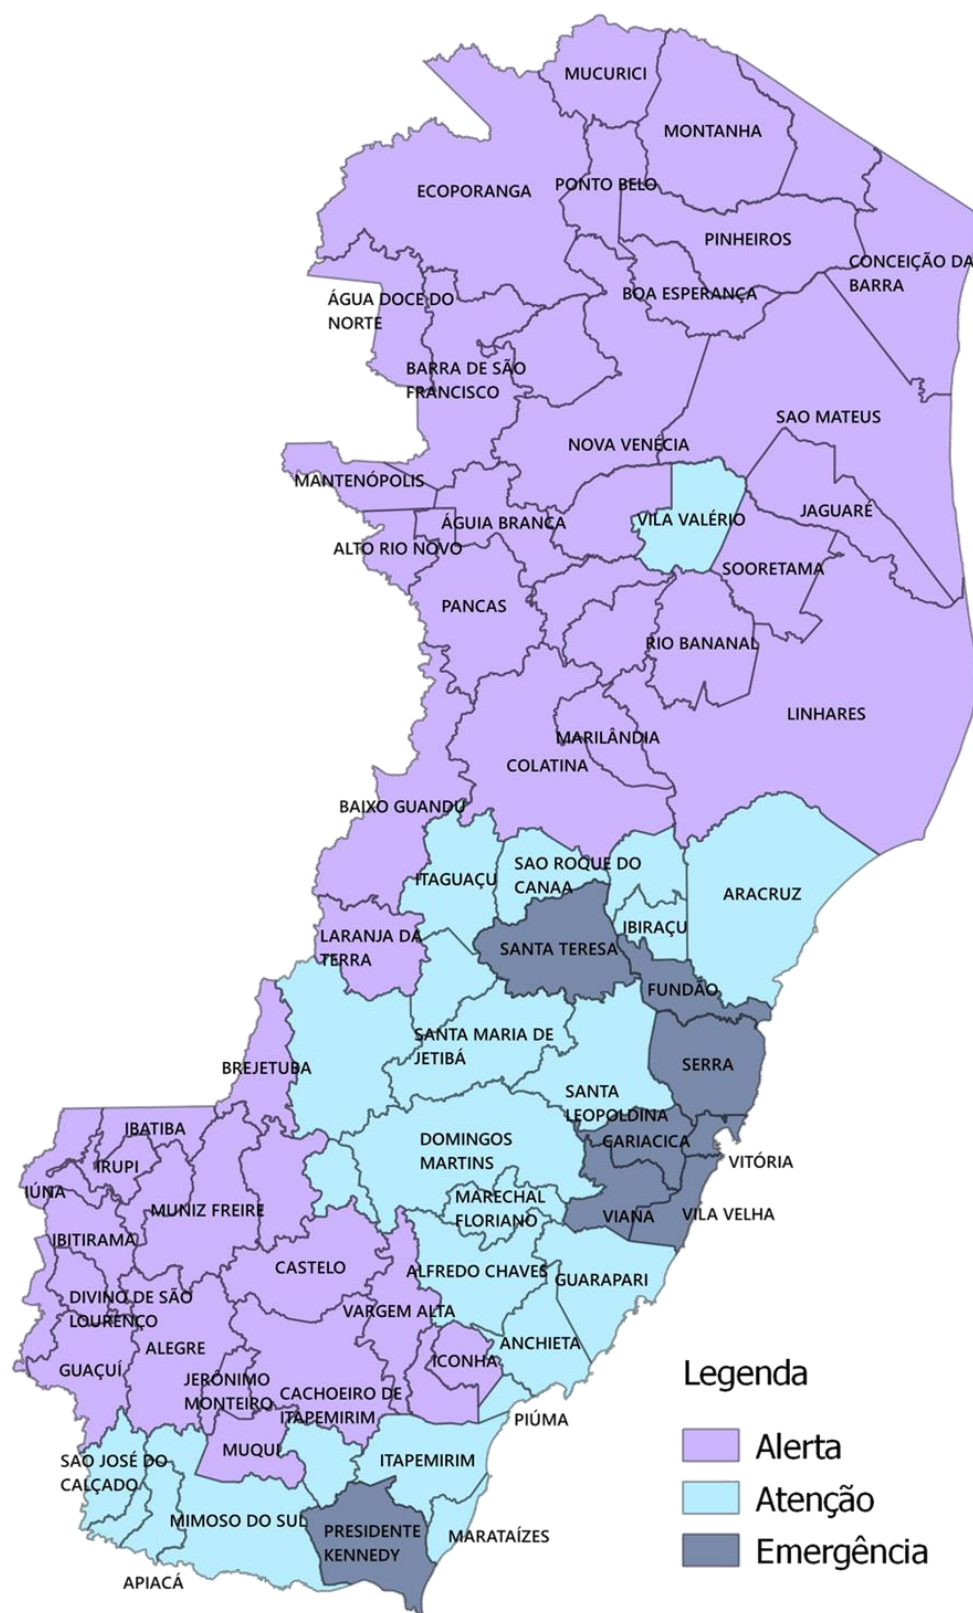 MUCURICI
MONTANHA
ECOPORANGA
PONTO BELO
PINHEIROS
CONCEIÇÃO DA
BARRA
BOA ESPERANÇA
ÁGUA DOCE DO
NORTE
BARRA DE SÃO
FRANCISCO
SAO MATEUS
NOVA VENÉCIA
MANTENÓPOLIS
JAGUARÉ
VILA VALÉRIO
ÁGUIA BRANCA
ALTO RIO NOVO
SOORETAMA
PANCAS
RIO BANANAL
LINHARES
MARILÂNDIA
COLATINA
BAIXO GUANDU
SAO ROQUE DO
CANAA
ITAGUAÇU
ARACRUZ
IBIRAÇU
LARANJA DA
TERRA
SANTA TERESA
FUNDÃO
SANTA MARIA DE
JETIBÁ
SERRA
BREJETUBA
SANTA
LEOPOLDINA
IBATIBA
DOMINGOS
MARTINS
CARIACICA
VITÓRIA
IRUPI
IÚNA
MUNIZ FREIRE
MARECHAL
FLORIANO
VIANA
VILA VELHA
IBITIRAMA
CASTELO
ALFREDO CHAVES
GUARAPARI
DIVINO DE SÃO
LOURENÇO
VARGEM ALTA
ALEGRE
ANCHIETA
GUAÇUÍ
ICONHA
JERÔNIMO
MONTEIRO
CACHOEIRO DE
ITAPEMIRIM
PIÚMA
MUQUI
ITAPEMIRIM
SAO JOSÉ DO
CALÇADO
MIMOSO DO SUL
PRESIDENTE
KENNEDY
MARATAÍZES
APIACÁ
Legenda
Alerta
Atenção
Emergência